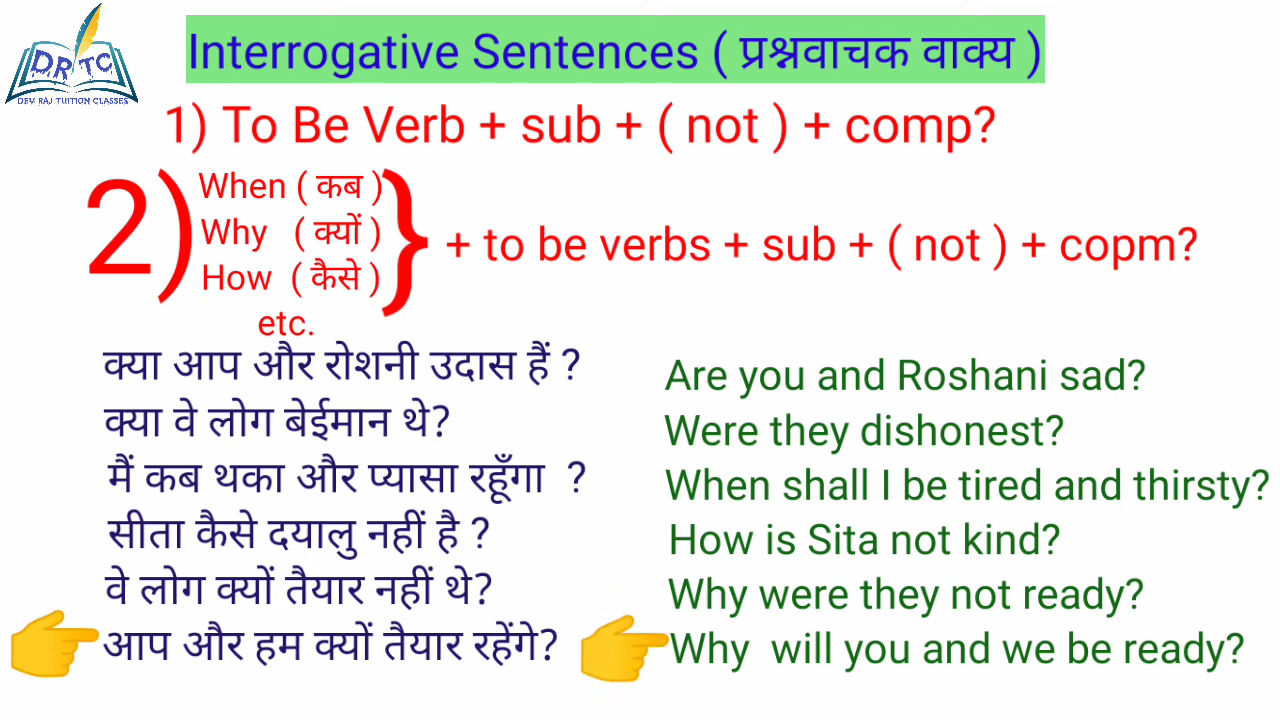 DRTC
DEV RAJ TUITION CLASSES
Interrogative Sentences ( प्रश्नवाचक वाक्य )
1) To Be Verb + sub + ( not ) + comp?
2)
When ( कब )
Why ( क्यों )
How ( कैसे )
etc.
} + to be verbs + sub + ( not ) + copm?
क्या आप और रोशनी उदास हैं ?
Are you and Roshani sad?
क्या वे लोग बेईमान थे?
Were they dishonest?
मैं कब थका और प्यासा रहूँगा ?
When shall I be tired and thirsty?
सीता कैसे दयालु नहीं है ?
How is Sita not kind?
वे लोग क्यों तैयार नहीं थे?
Why were they not ready?
आप और हम क्यों तैयार रहेंगे?
Why will you and we be ready?